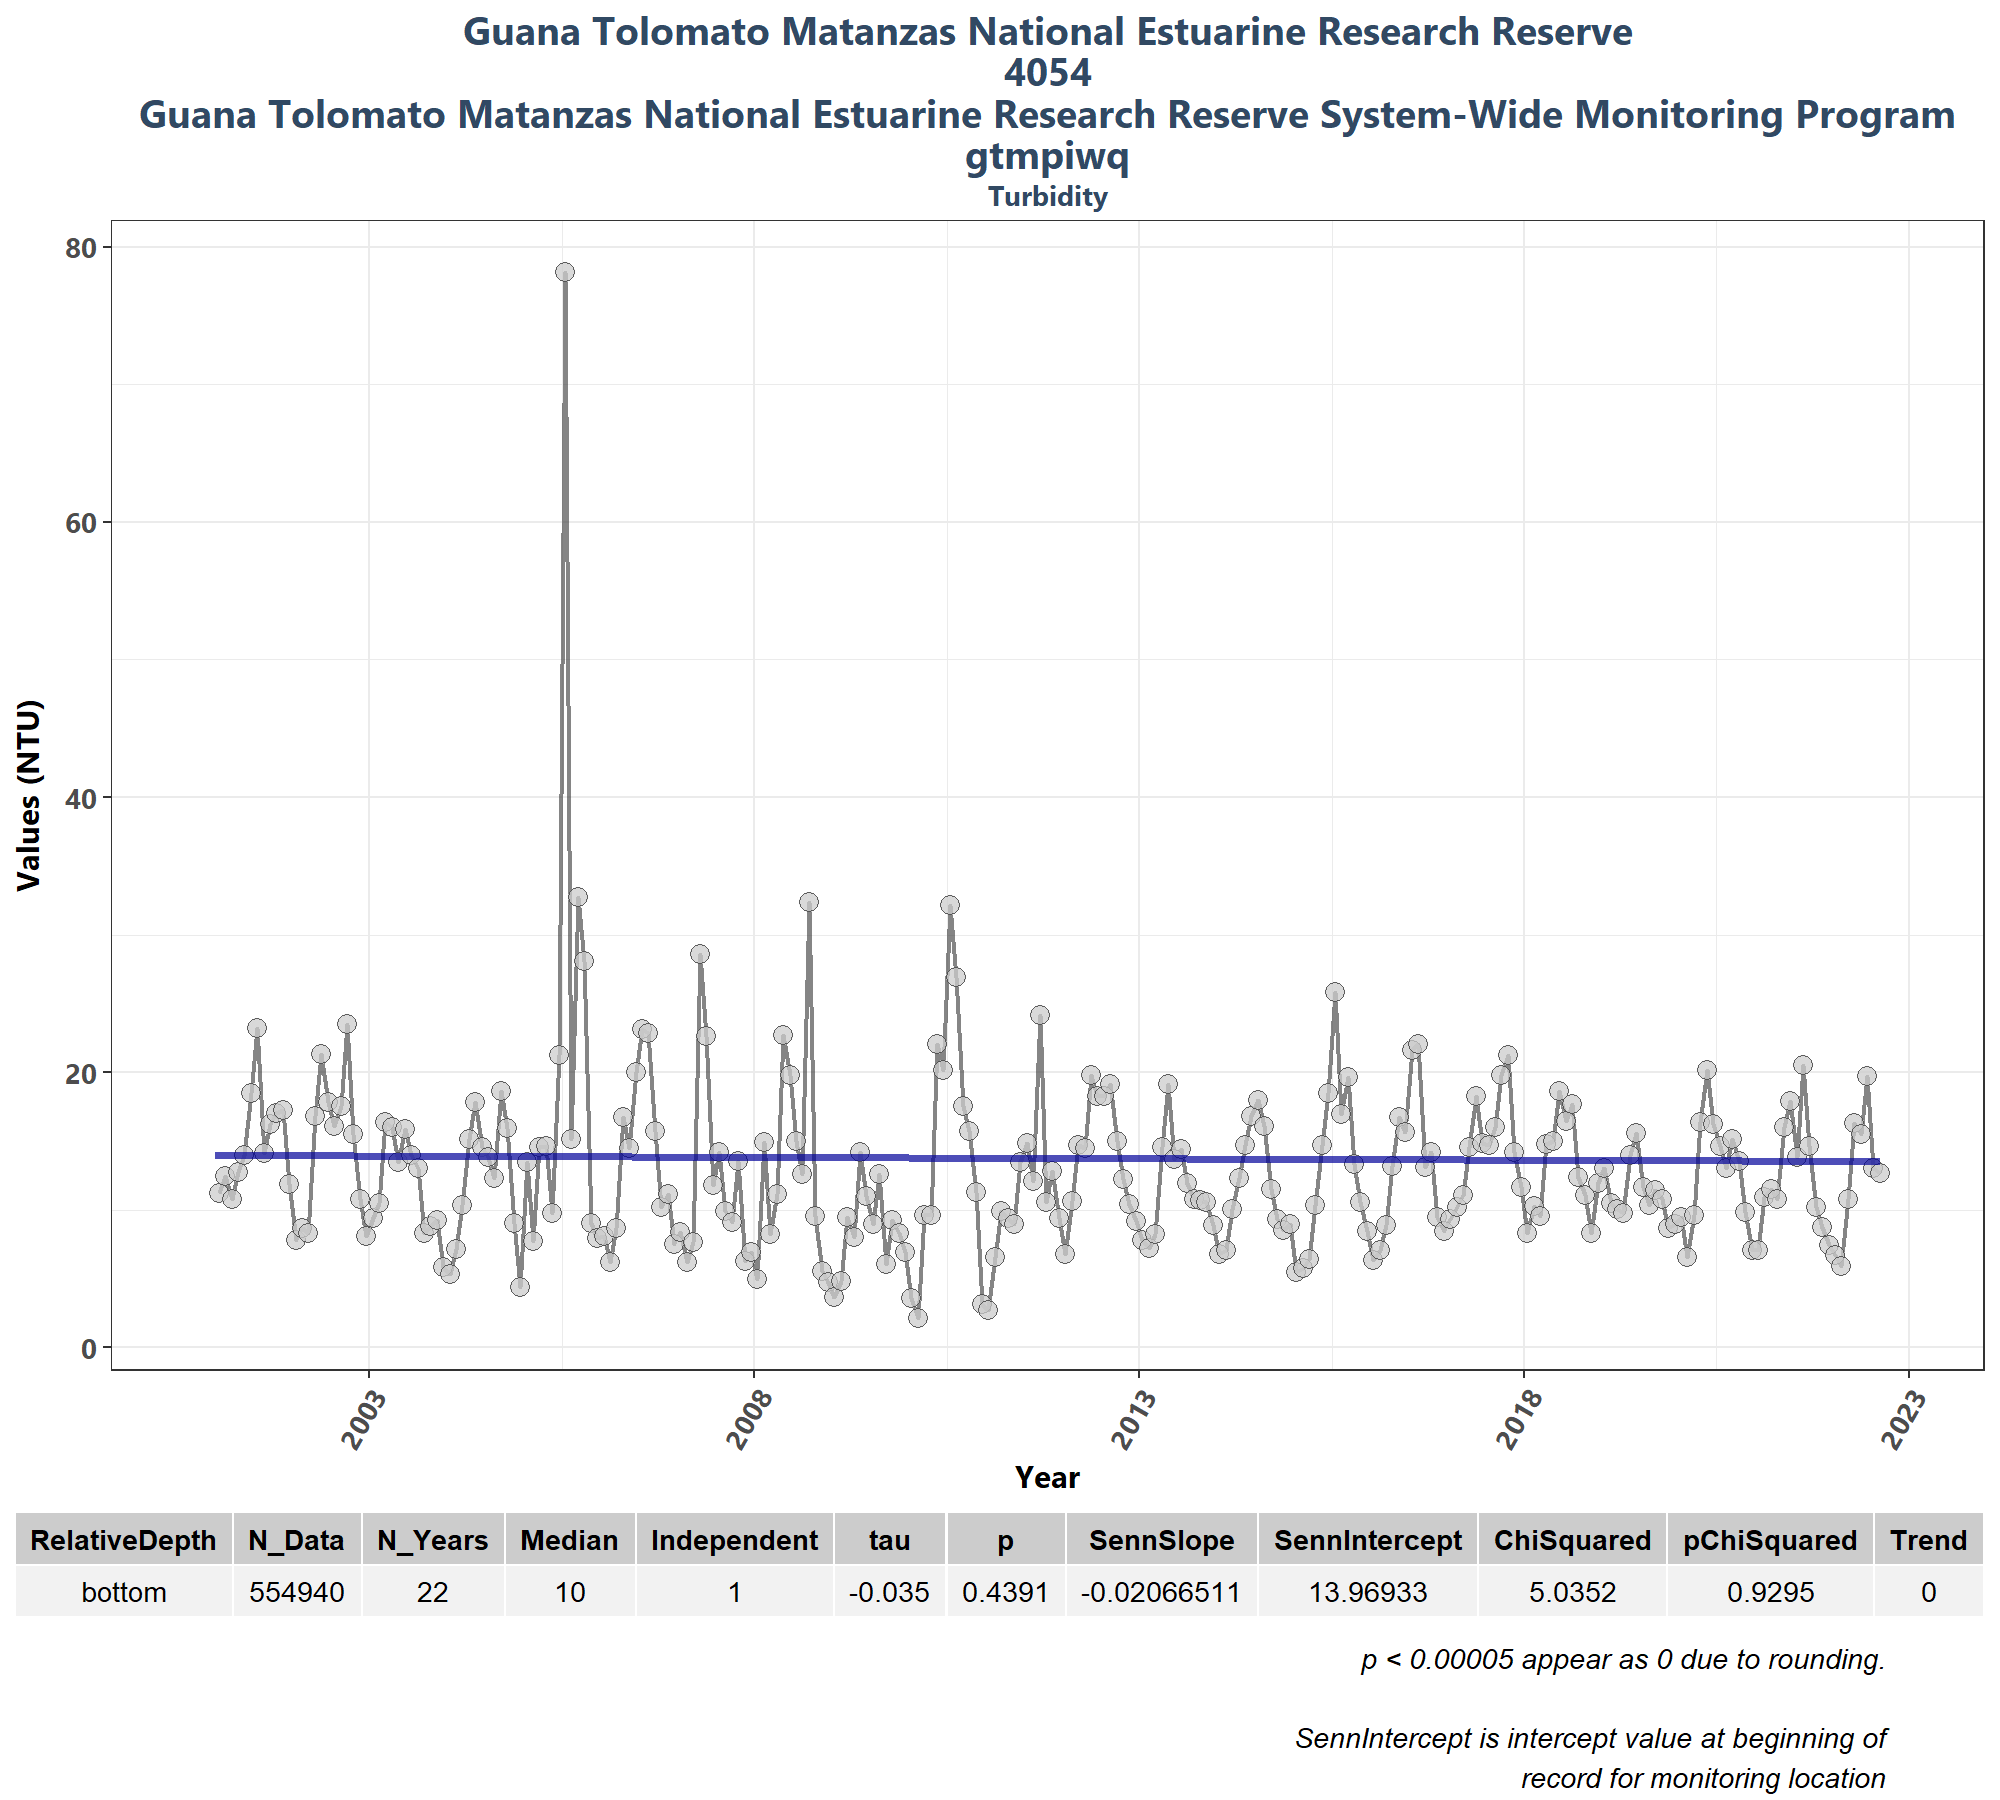 Guana Tolomato Matanzas National Estuarine Research Reserve
4054
Guana Tolomato Matanzas National Estuarine Research Reserve System-Wide Monitoring Program
gtmpiwq
Turbidity
80
60
40
20
0
Values (NTU)
2003 2008 2013 2018 2023
Year
RelativeDepth N_Data N_Years Median Independent tau p SennSlope SennIntercept ChiSquared pChiSquared Trend
bottom 554940 22 10 1 -0.035 0.4391 -0.02066511 13.96933 5.0352 0.9295 0
p < 0.00005 appear as 0 due to rounding.
SennIntercept is intercept value at beginning of
record for monitoring location